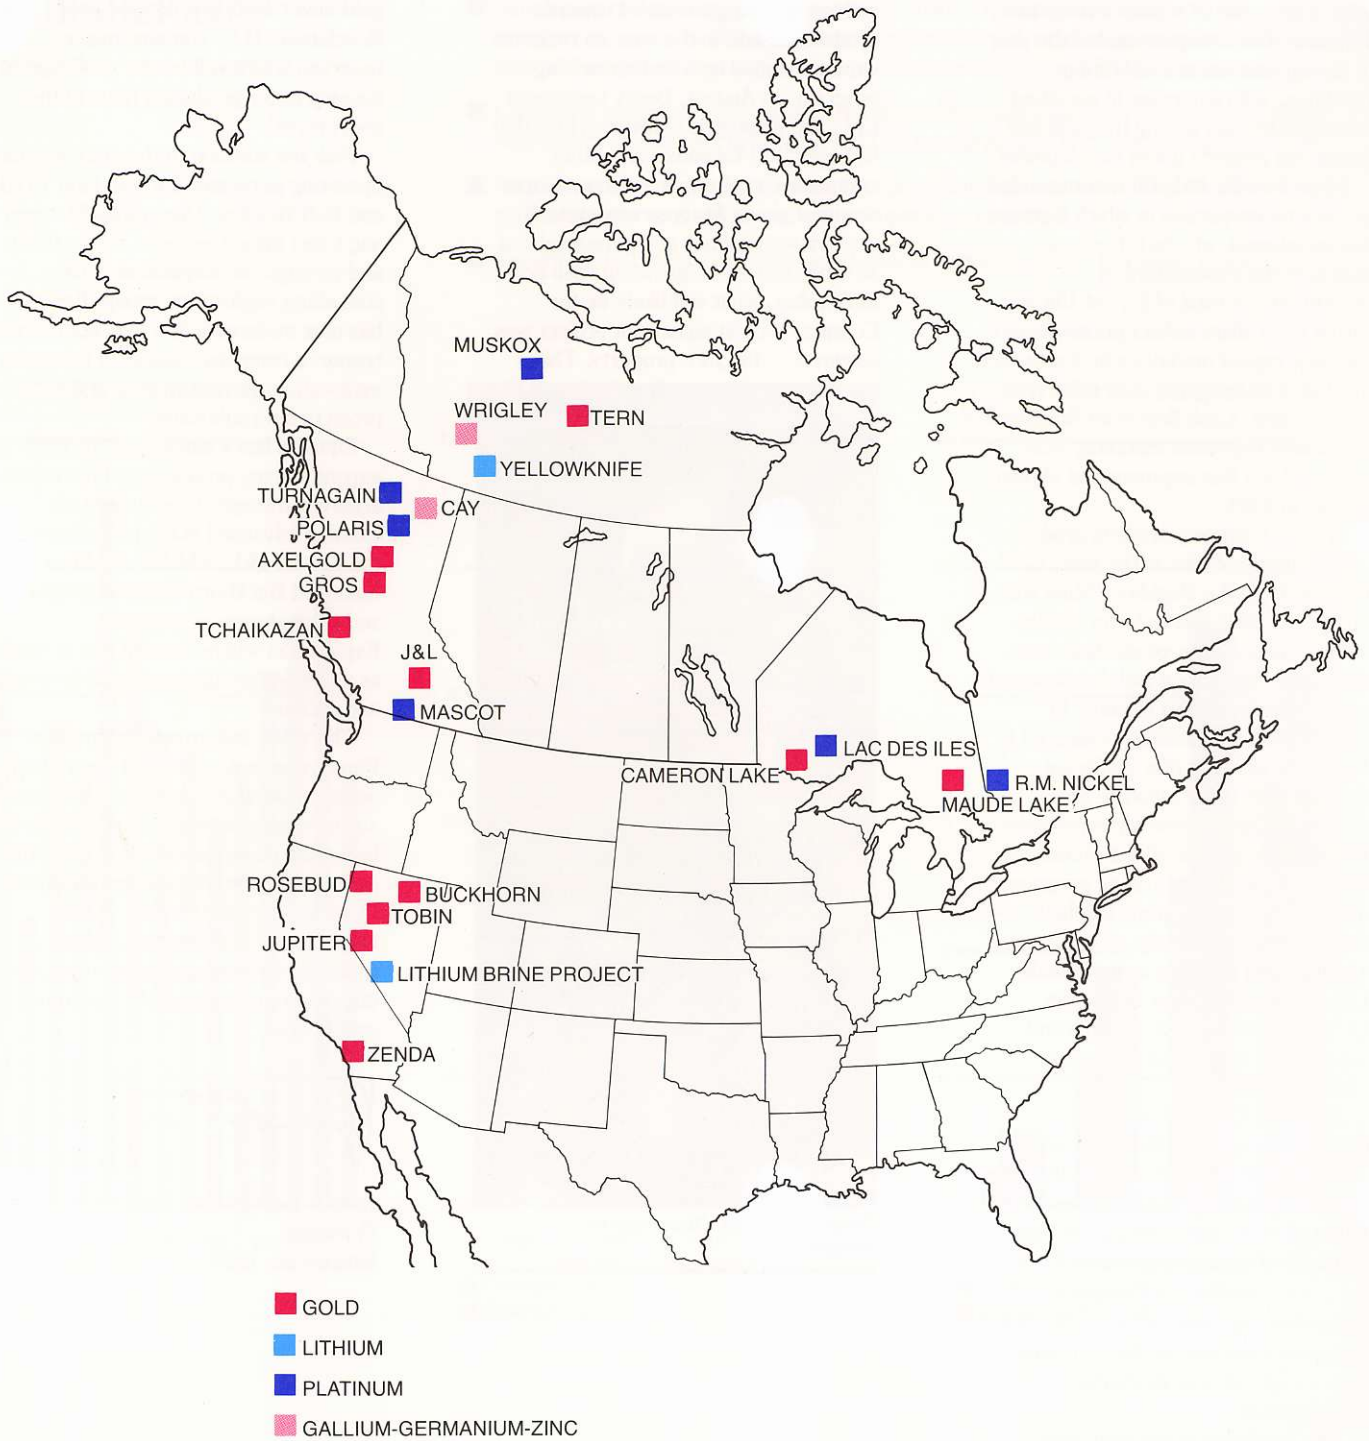 MUSKOX
WRIGLEY
TERN
YELLOWKNIFE
TURNAGAIN
CAY
POLARIS
AXELGOLD
GROS
TCHAIKAZAN
J&L
MASCOT
LAC DES ILES
CAMERON LAKE
R.M. NICKEL
MAUDE LAKE
ROSEBUD
BUCKHORN
TOBIN
JUPITER
LITHIUM BRINE PROJECT
ZENDA
GOLD
LITHIUM
PLATINUM
GALLIUM-GERMANIUM-ZINC